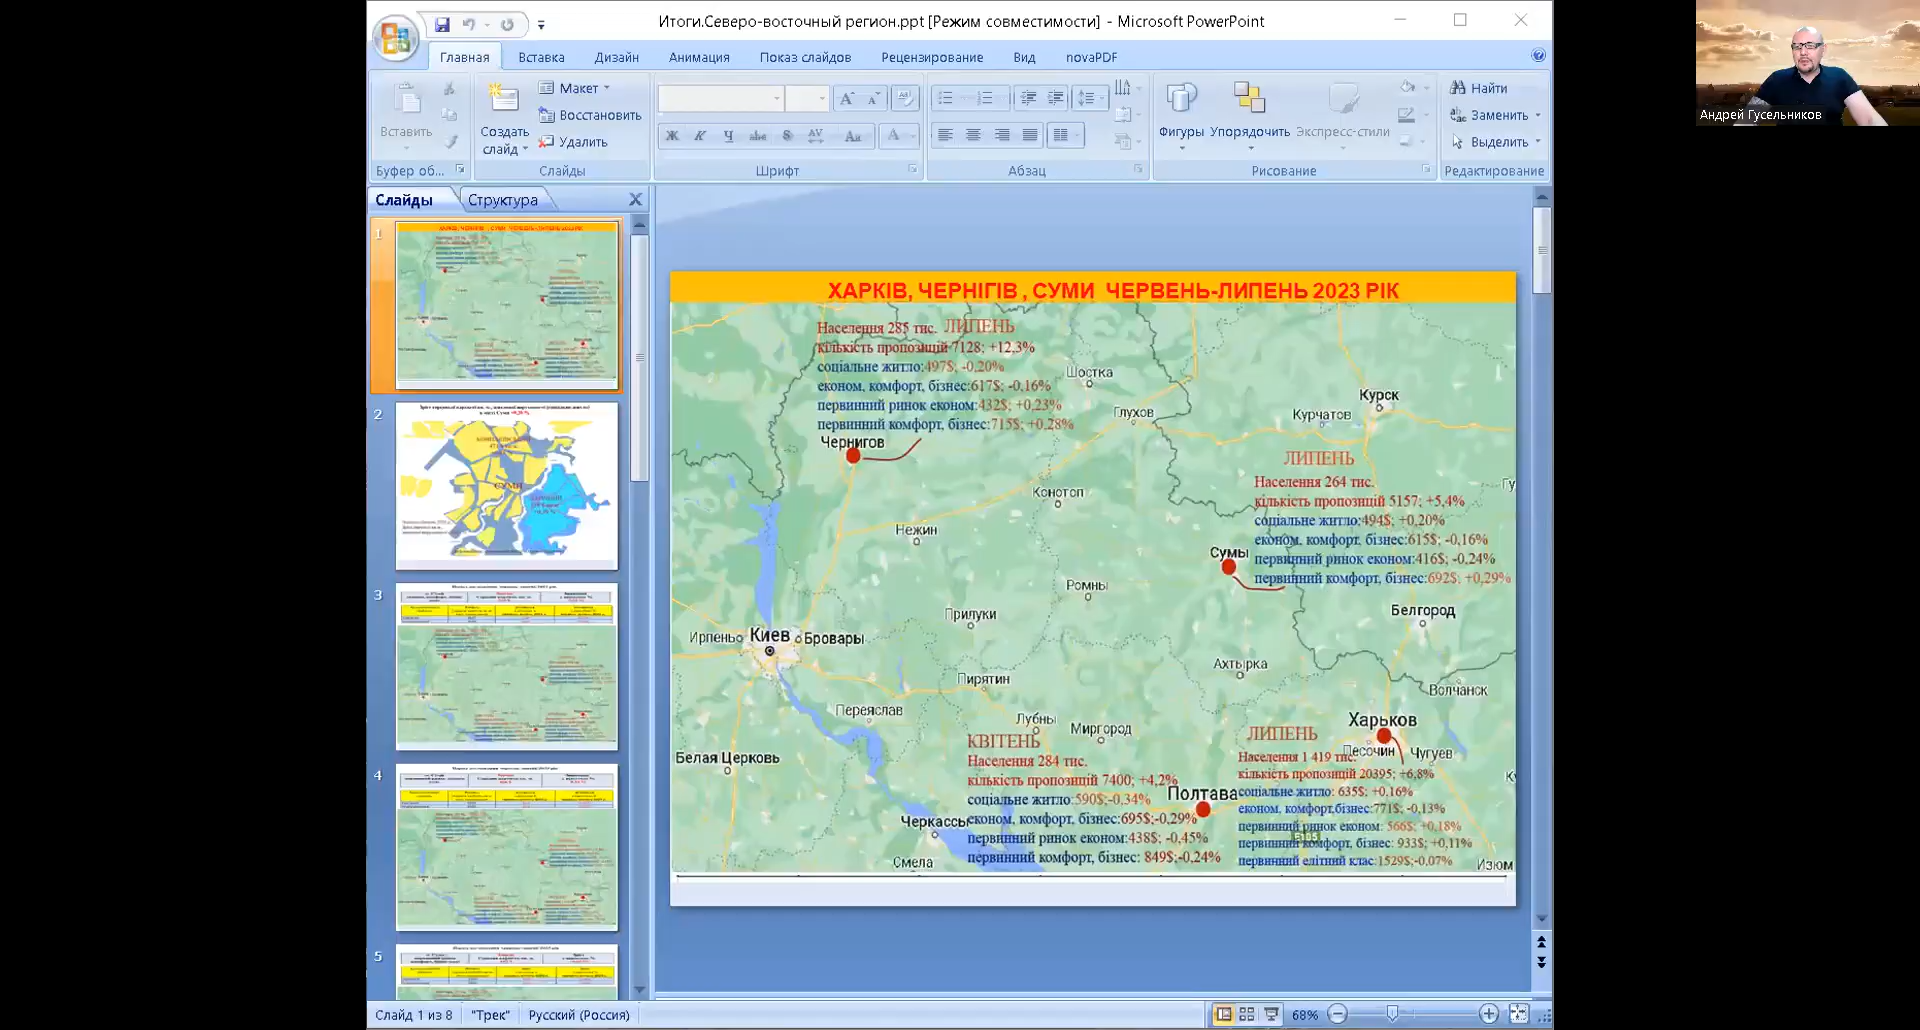 Итоги.Северо-восточный регион.ppt [Режим совместимости] - Microsoft PowerPoint
Главная Вставка Дизайн Анимация Показ слайдов Рецензирование Вид novaPDF
Вставить
Создать слайд
Макет
Восстановить
Удалить
Фигуры Упорядочить Экспресс-стили
Найти
Заменить
Выделить
Буфер об... Слайды Шрифт Абзац Рисование Редактирование
Андрей Гусельников
Слайды Структура
1
2
3
4
5
СУМИ
ХАРКІВ, ЧЕРНІГІВ , СУМИ ЧЕРВЕНЬ-ЛИПЕНЬ 2023 РІК
Населення 285 тис. ЛИПЕНЬ
кількість пропозицій 7128; +12,3%
соціальне житло:497$; -0,20%
економ, комфорт, бізнес:617$; -0,16%
первинний ринок економ:432$; +0,23%
первинний комфорт, бізнес:715$; +0,28%
Чернигов
Шостка
Глухов
Курск
Курчатов
ЛИПЕНЬ
Населення 264 тис.
кількість пропозицій 5157; +5,4%
соціальне житло:494$; +0,20%
економ, комфорт, бізнес:615$; -0,16%
первинний ринок економ:416$; -0,24%
первинний комфорт, бізнес:692$; +0,29%
Гу
Конотоп
Нежин
Сумы
Ромны
Белгород
Прилуки
Ирпень Киев Бровары
Ахтырка
Пирятин
Волчанск
Переяслав
Лубны
Миргород
Харьков
Песочин Чугуев
Белая Церковь
КВІТЕНЬ
Населення 284 тис.
кількість пропозицій 7400; +4,2%
соціальне житло:590$;-0,34%
економ, комфорт, бізнес:695$;-0,29%
первинний ринок економ:438$; -0,45%
первинний комфорт, бізнес: 849$;-0,24%
Полтава
Черкассы
Смела
ЛИПЕНЬ
Населення 1 419 тис.
кількість пропозицій 20395; +6,8%
соціальне житло: 635$; +0,16%
економ, комфорт,бізнес:771$; -0,13%
первинний ринок економ: 566$; +0,18%
первинний комфорт, бізнес: 933$; +0,11%
первинний елітний клас:1529$;-0,07%
E105
Изюм
Слайд 1 из 8 "Трек" Русский (Россия) 68%